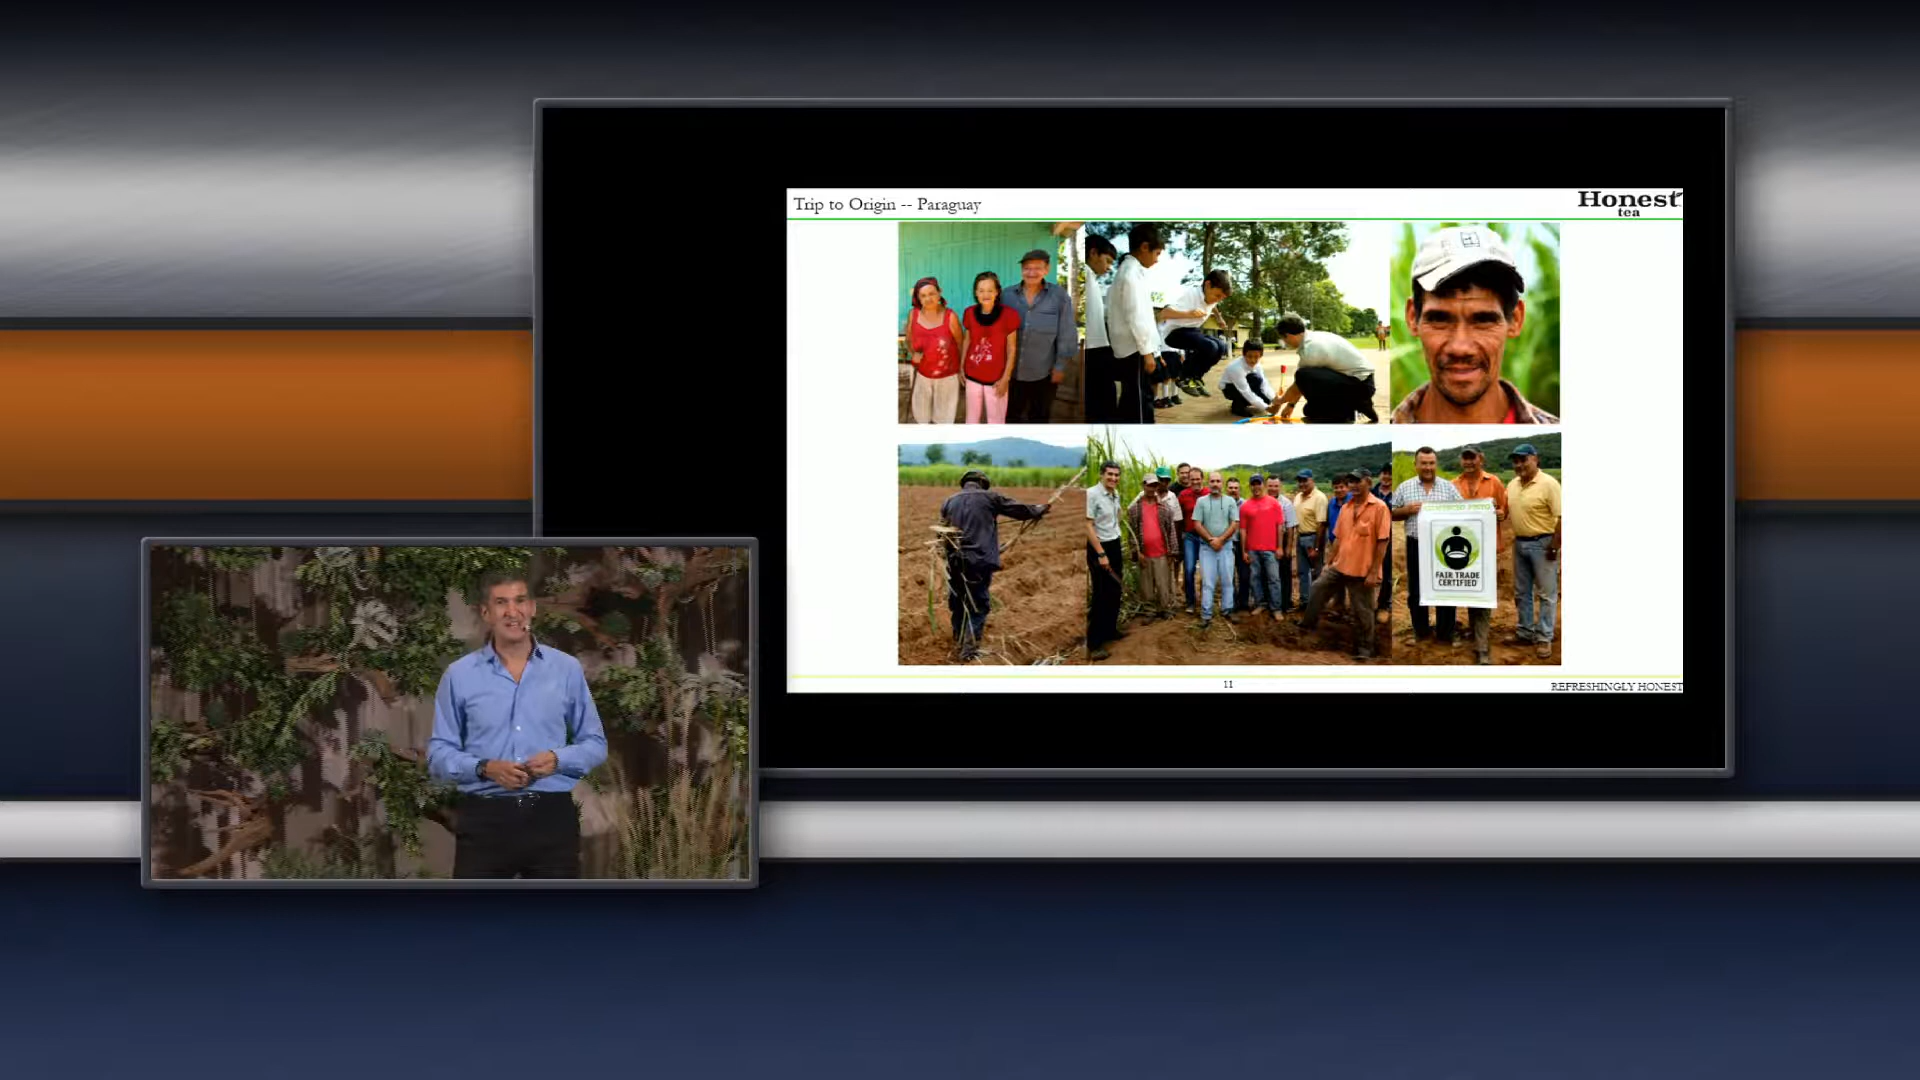 Trip to Origin -- Paraguay
Honest
tea
FAIR TRADE
CERTIFIED
11
REFRESHINGLY HONEST